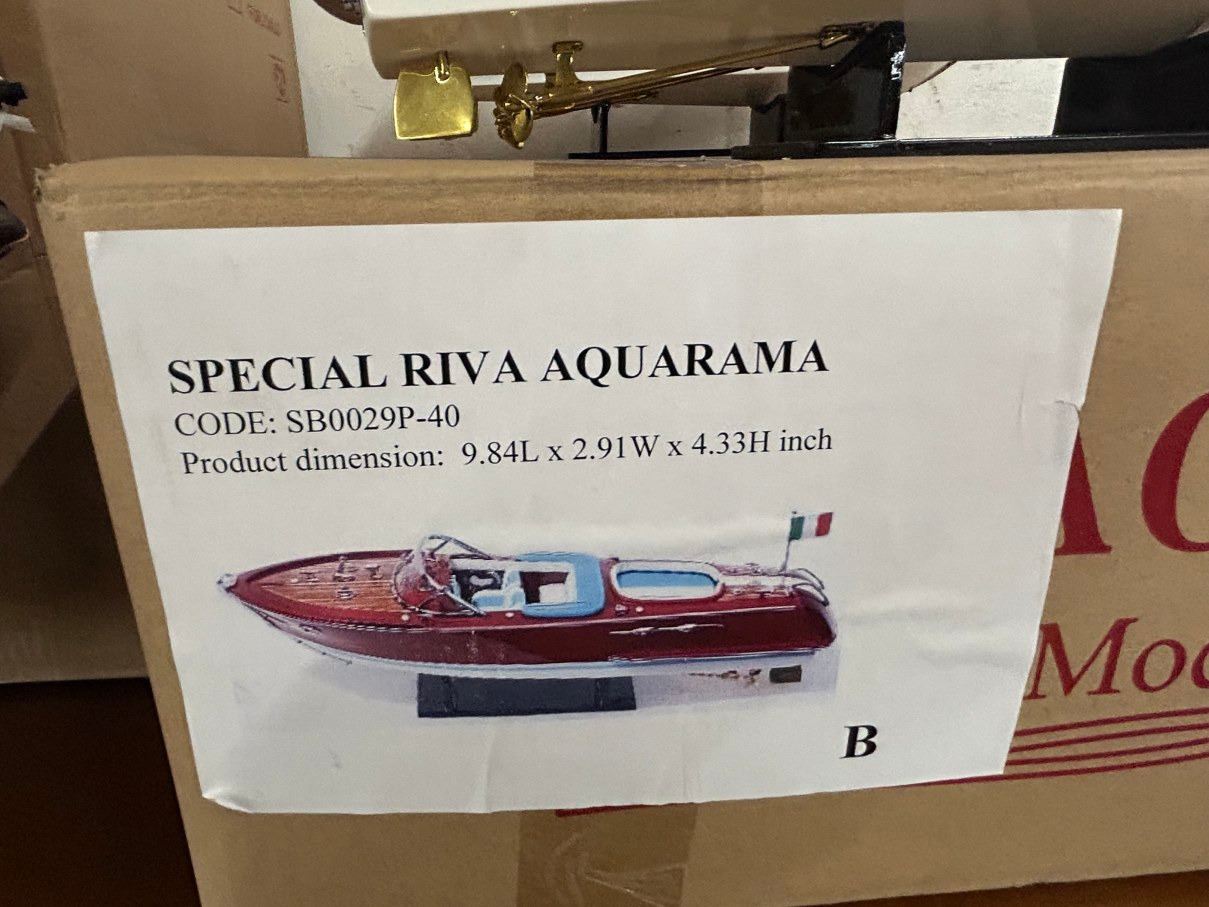 SPECIAL RIVA AQUARAMA
CODE: SB0029P-40
Product dimension: 9.84L x 2.91W x 4.33H inch
B